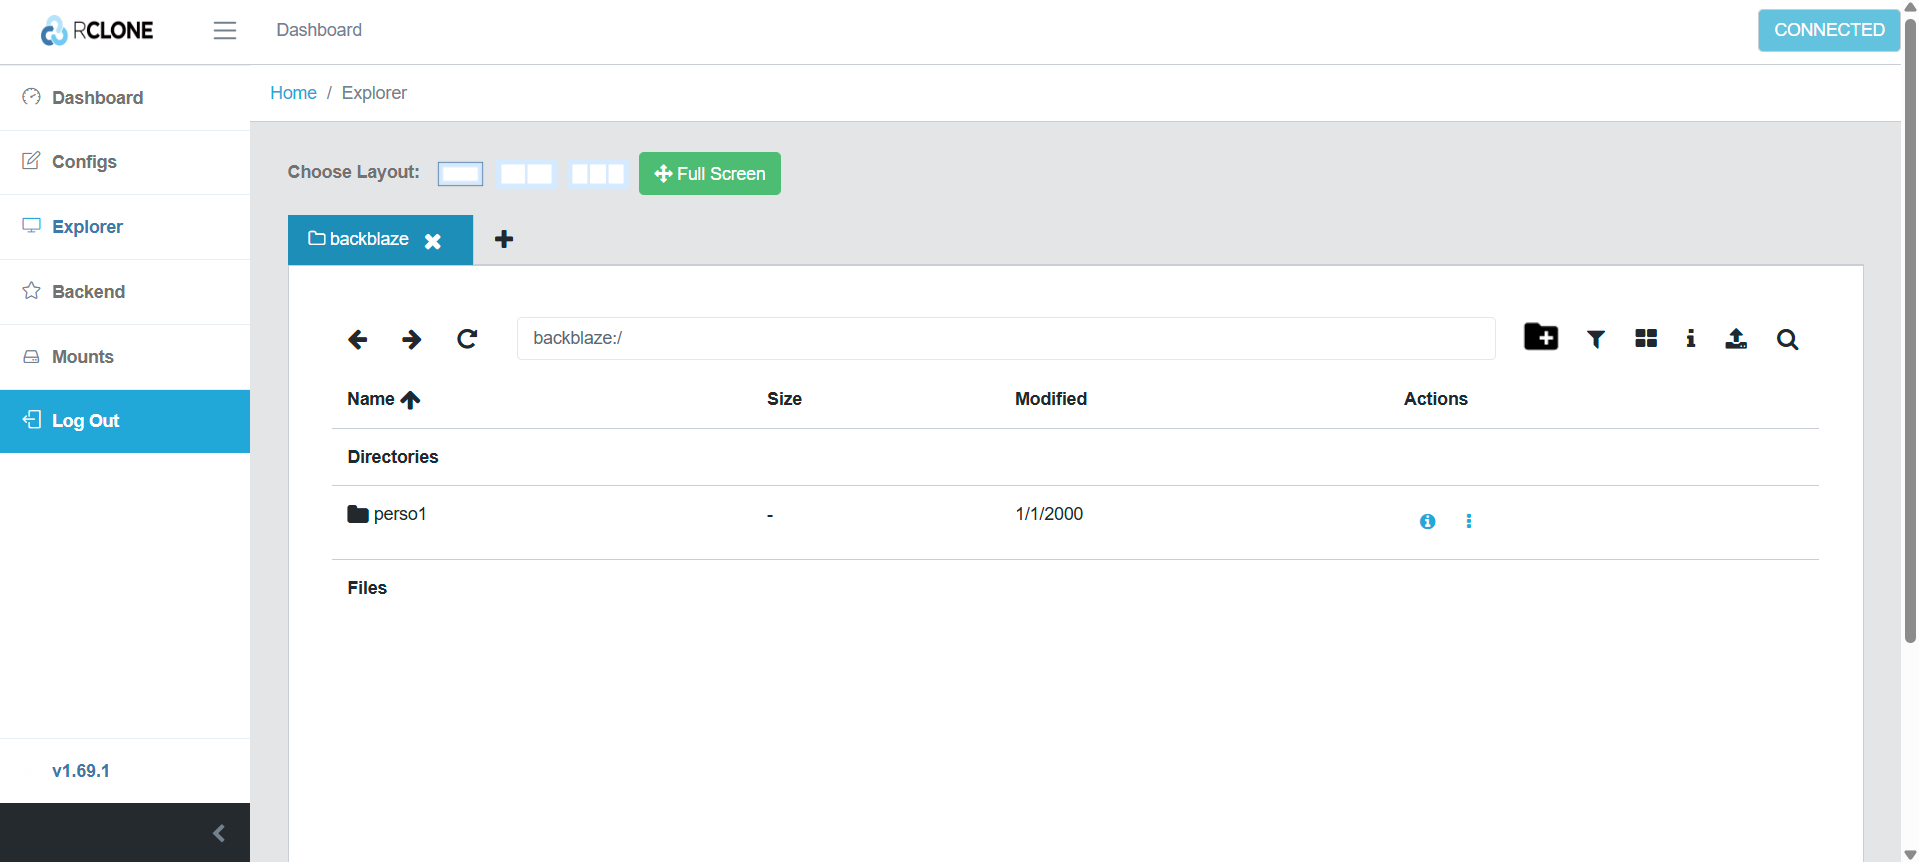 RCLONE
Dashboard
CONNECTED
Dashboard
Configs
Explorer
Backend
Mounts
Log Out
v1.69.1
Home / Explorer
Choose Layout:
Full Screen
backblaze
backblaze:/
Name Size Modified Actions
Directories
perso1 - 1/1/2000
Files